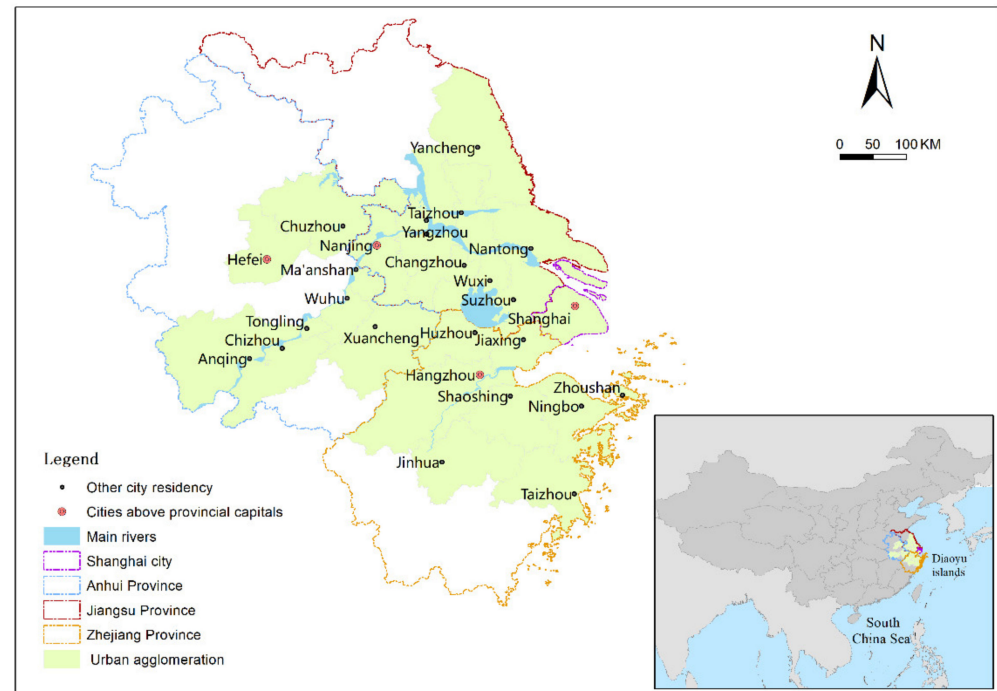 N
0 50 100 KM
Yancheng
Taizhou
Yangzhou
Chuzhou
Nanjing
Nantong
Hefei
Changzhou
Ma'anshan
Wuxi
Wuhu
Suzhou
Shanghai
Tongling
Xuancheng
Huzhou
Jiaxing
Chizhou
Anqing
Hangzhou
Zhoushan
Shaoshing
Ningbo
Jinhua
Taizhou
Legend
Other city residency
Cities above provincial capitals
Main rivers
Shanghai city
Anhui Province
Jiangsu Province
Zhejiang Province
Urban agglomeration
Diaoyu
islands
South
China Sea